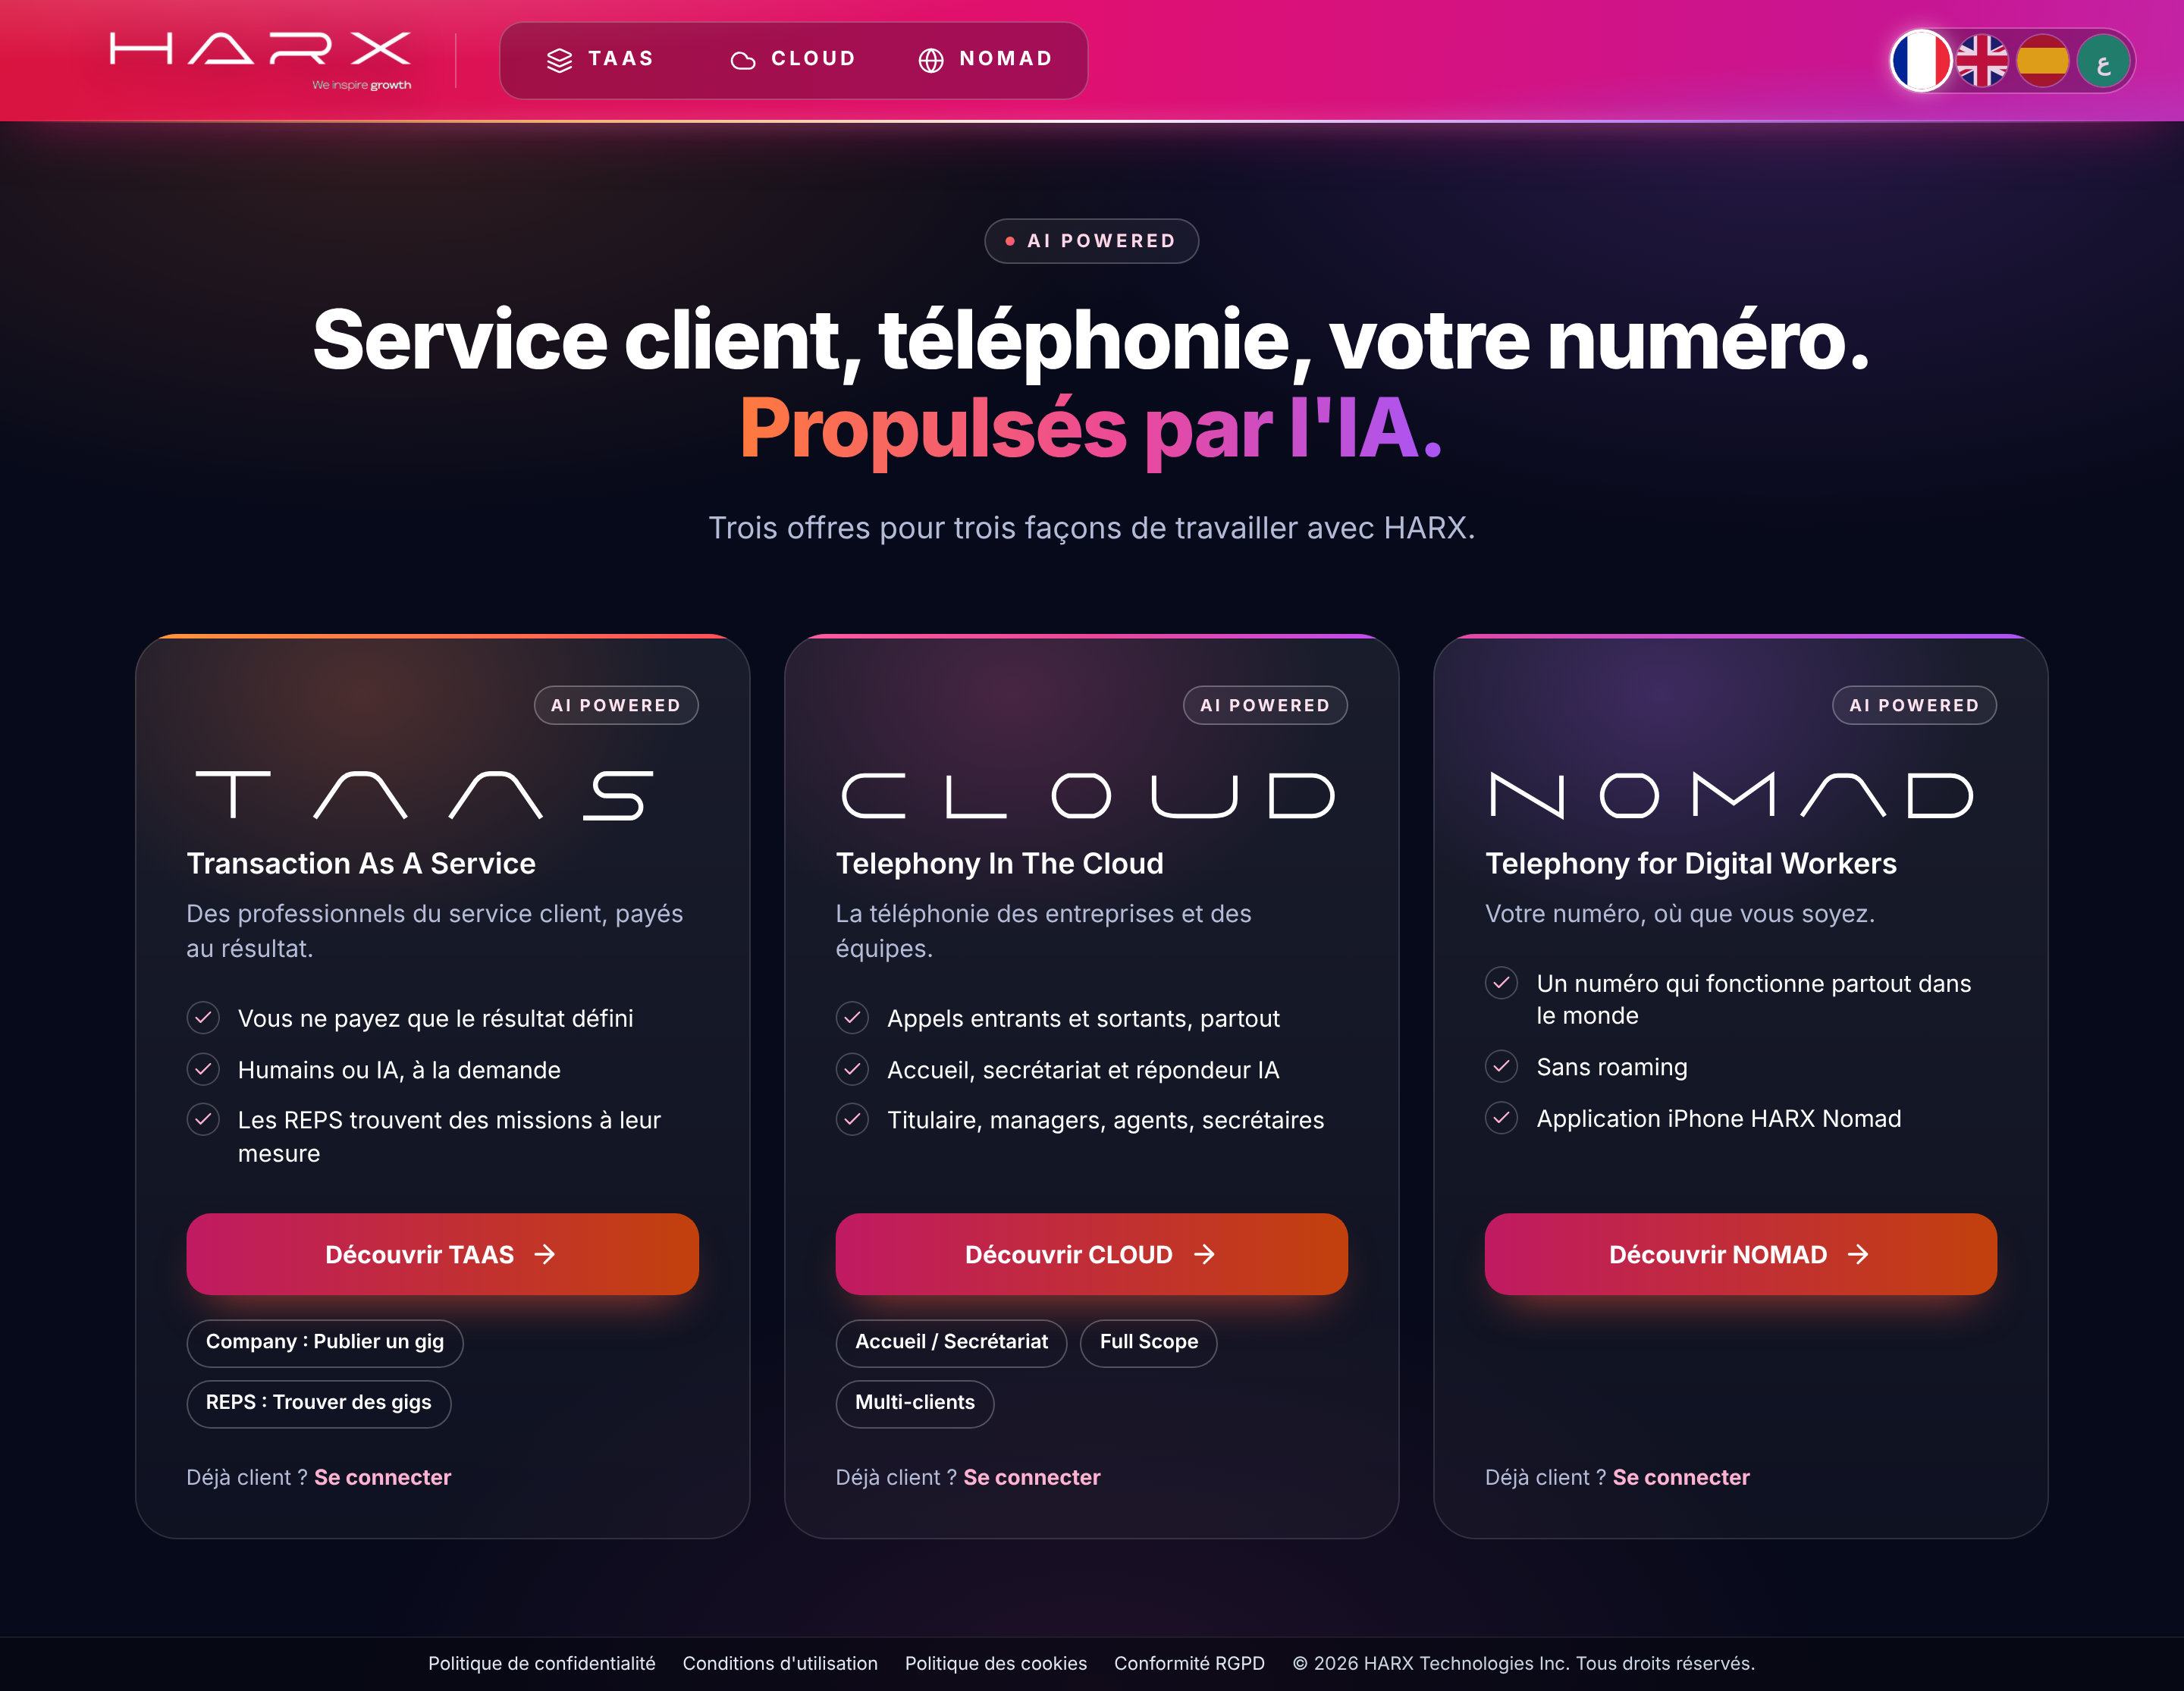 HARX
We inspire growth
TAAS
CLOUD
NOMAD
ع
AI POWERED
Service client, téléphonie, votre numéro.
Propulsés par l'IA.
Trois offres pour trois façons de travailler avec HARX.
AI POWERED
TAAS
Transaction As A Service
Des professionnels du service client, payés
au résultat.
Vous ne payez que le résultat défini
Humains ou IA, à la demande
Les REPS trouvent des missions à leur
mesure
Découvrir TAAS
Company : Publier un gig
REPS : Trouver des gigs
Déjà client ? Se connecter
AI POWERED
CLOUD
Telephony In The Cloud
La téléphonie des entreprises et des
équipes.
Appels entrants et sortants, partout
Accueil, secrétariat et répondeur IA
Titulaire, managers, agents, secrétaires
Découvrir CLOUD
Accueil / Secrétariat
Full Scope
Multi-clients
Déjà client ? Se connecter
AI POWERED
NOMAD
Telephony for Digital Workers
Votre numéro, où que vous soyez.
Un numéro qui fonctionne partout dans
le monde
Sans roaming
Application iPhone HARX Nomad
Découvrir NOMAD
Déjà client ? Se connecter
Politique de confidentialité
Conditions d'utilisation
Politique des cookies
Conformité RGPD
© 2026 HARX Technologies Inc. Tous droits réservés.